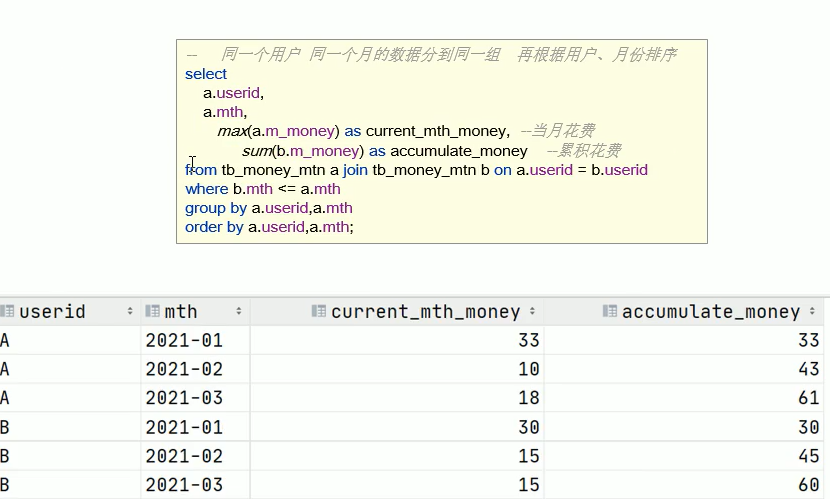 -- 同一个用户 同一个月的数据分到同一组 再根据用户、月份排序
select
a.userid,
a.mth,
max(a.m_money) as current_mth_money, --当月花费
sum(b.m_money) as accumulate_money --累积花费
from tb_money_mtn a join tb_money_mtn b on a.userid = b.userid
where b.mth <= a.mth
group by a.userid,a.mth
order by a.userid,a.mth;
userid mth current_mth_money accumulate_money
A 2021-01 33 33
A 2021-02 10 43
A 2021-03 18 61
B 2021-01 30 30
B 2021-02 15 45
B 2021-03 15 60